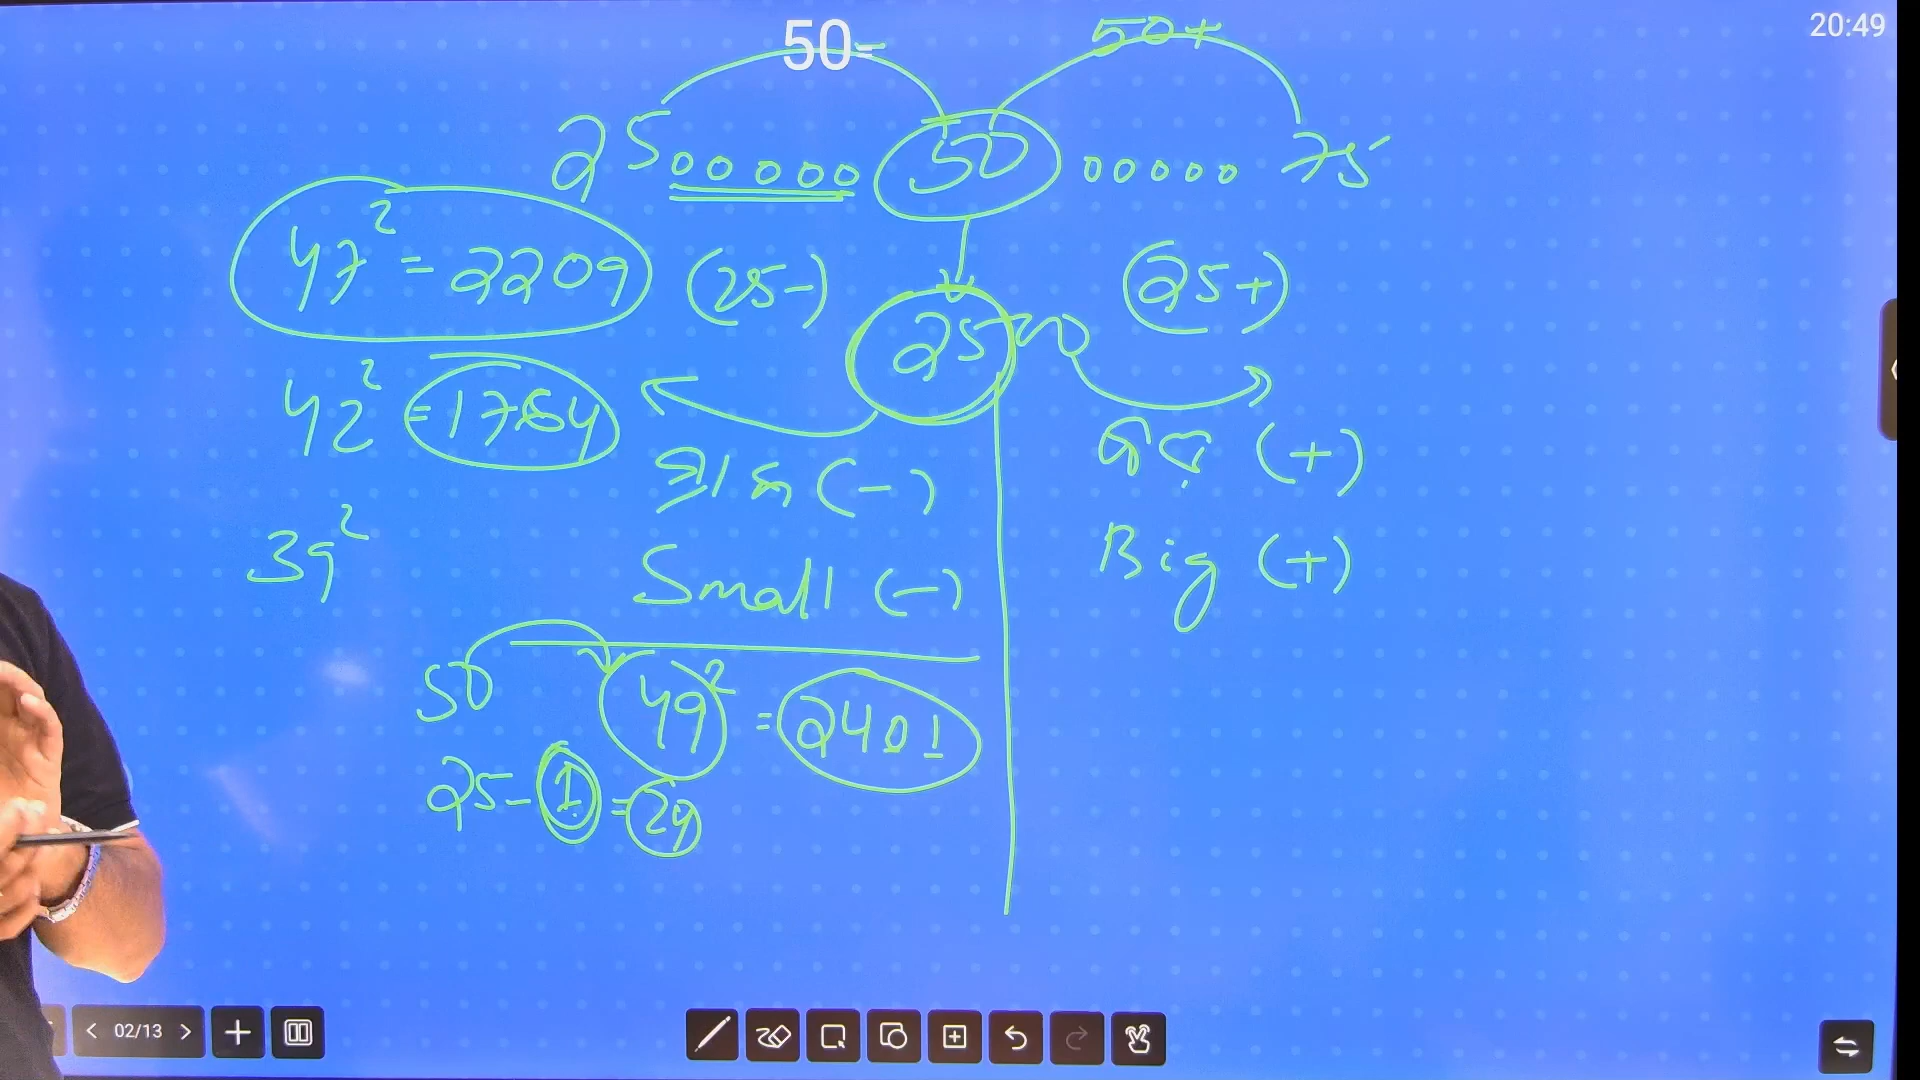 20:49
50-
50+
25 00000 50 00000 75
47² = 2209
(25-)
2500
(25+)
42² = 1764
(-)
(+)
39²
Small (-)
Big (+)
50 49² = 2401
25-1=24
02/13